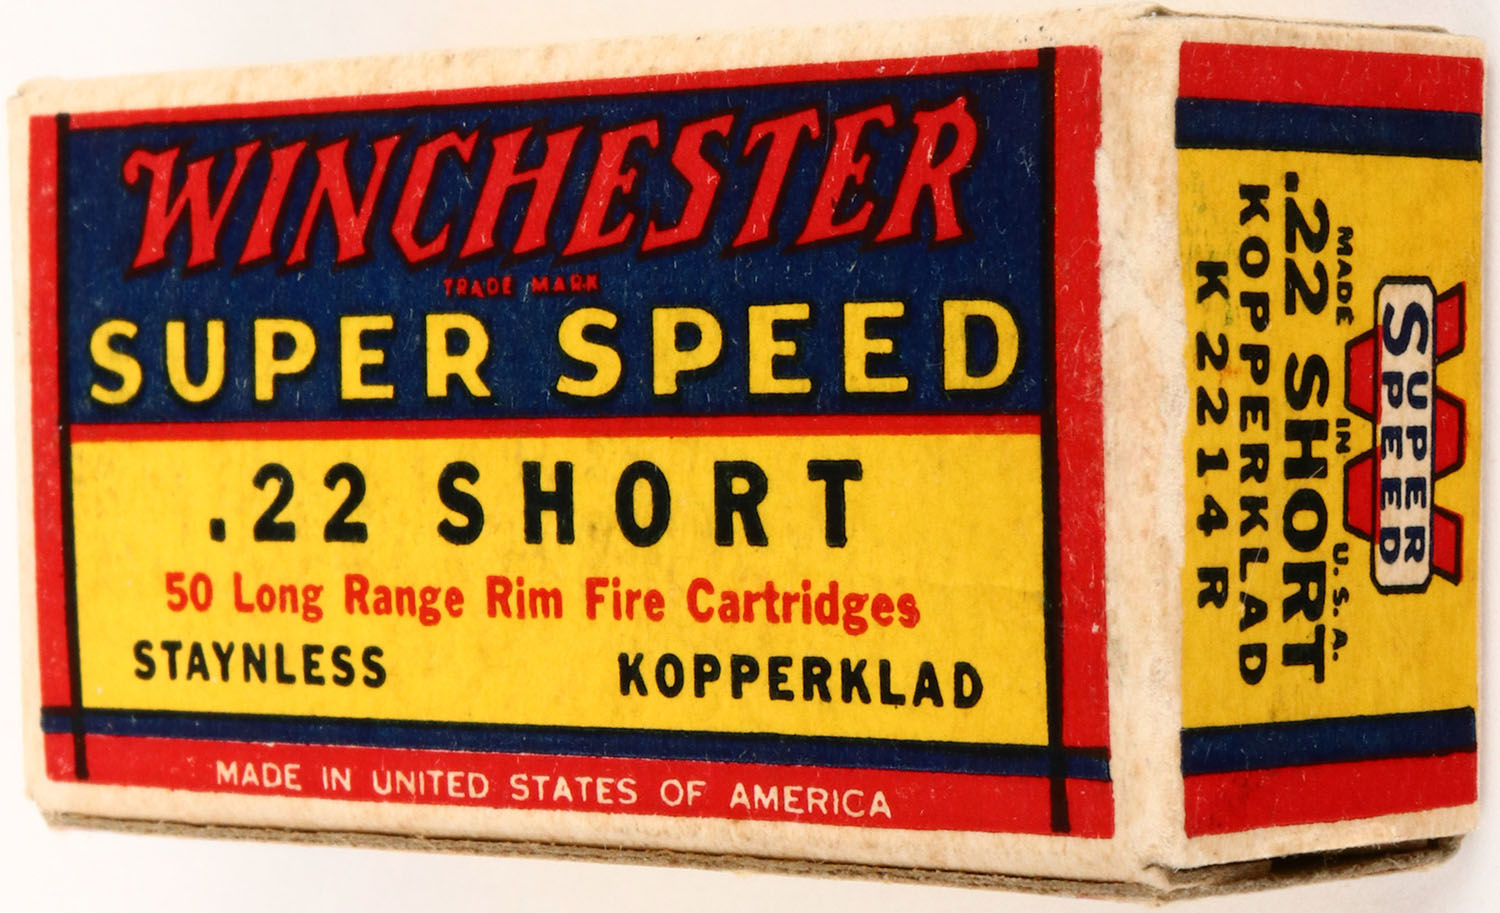 WINCHESTER
TRADE MARK
SUPER SPEED
.22 SHORT
50 Long Range Rim Fire Cartridges
STAYNLESS KOPPERKLAD
MADE IN UNITED STATES OF AMERICA
W
SUPER
SPEED
MADE IN U.S.A.
.22 SHORT
KOPPERKLAD
K2214R